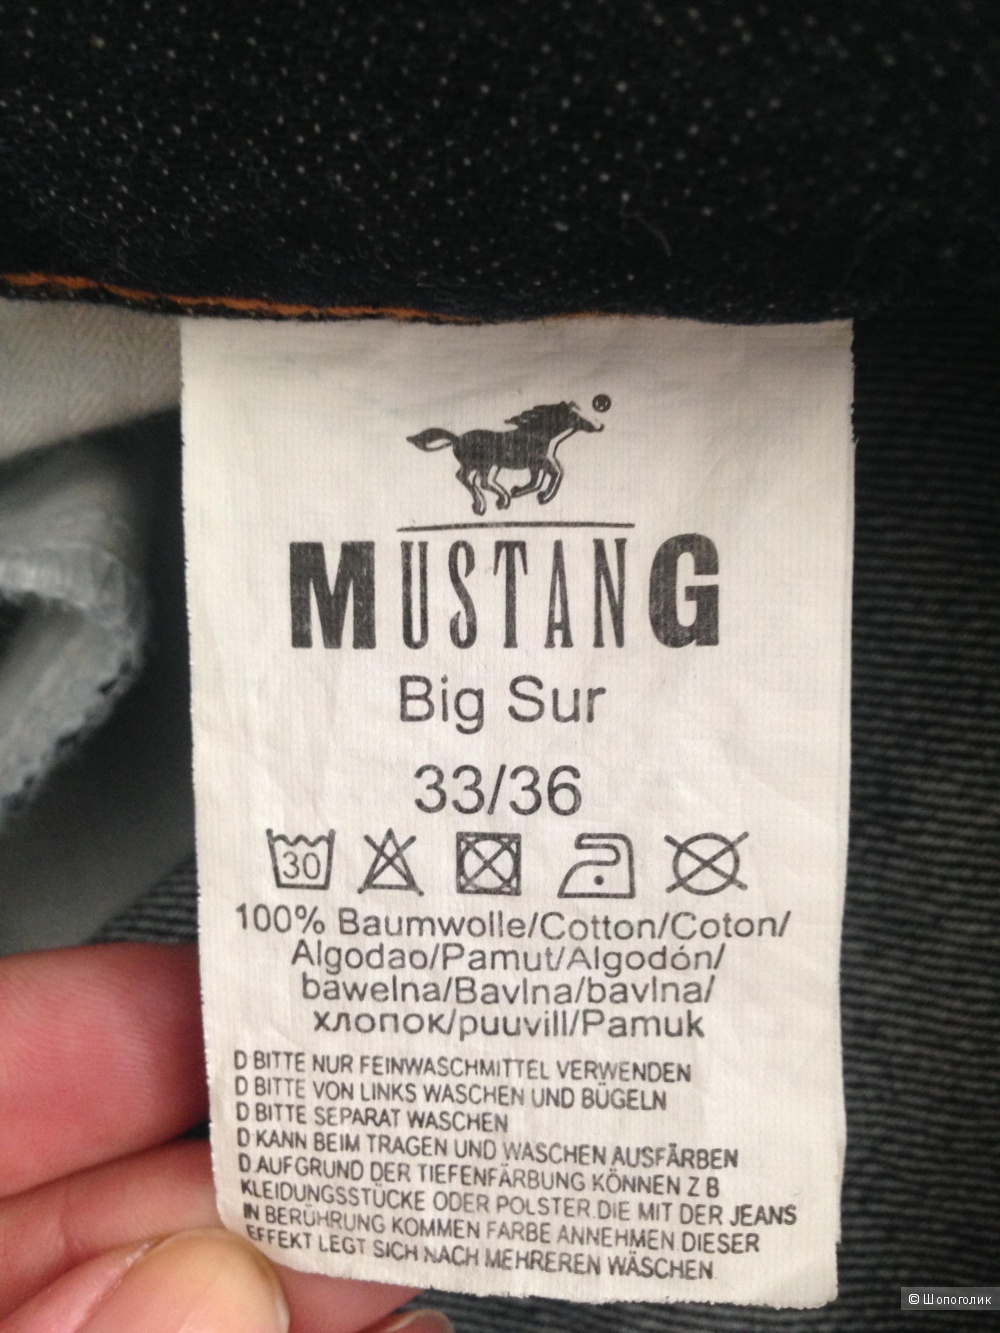 MUSTANG
Big Sur
33/36
30
100% Baumwolle/Cotton/Coton/
Algodao/Pamut/Algodón/
bawelna/Bavlna/bavlna/
хлопок/puuvill/Pamuk
D BITTE NUR FEINWASCHMITTEL VERWENDEN
D BITTE VON LINKS WASCHEN UND BÜGELN
D BITTE SEPARAT WASCHEN
D KANN BEIM TRAGEN UND WASCHEN AUSFÄRBEN
D AUFGRUND DER TIEFENFÄRBUNG KÖNNEN Z B
KLEIDUNGSSTÜCKE ODER POLSTER.DIE MIT DER JEANS
IN BERÜHRUNG KOMMEN FARBE ANNEHMEN DIESER
EFFEKT LEGT SICH NACH MEHREREN WÄSCHEN
© Шопоголик